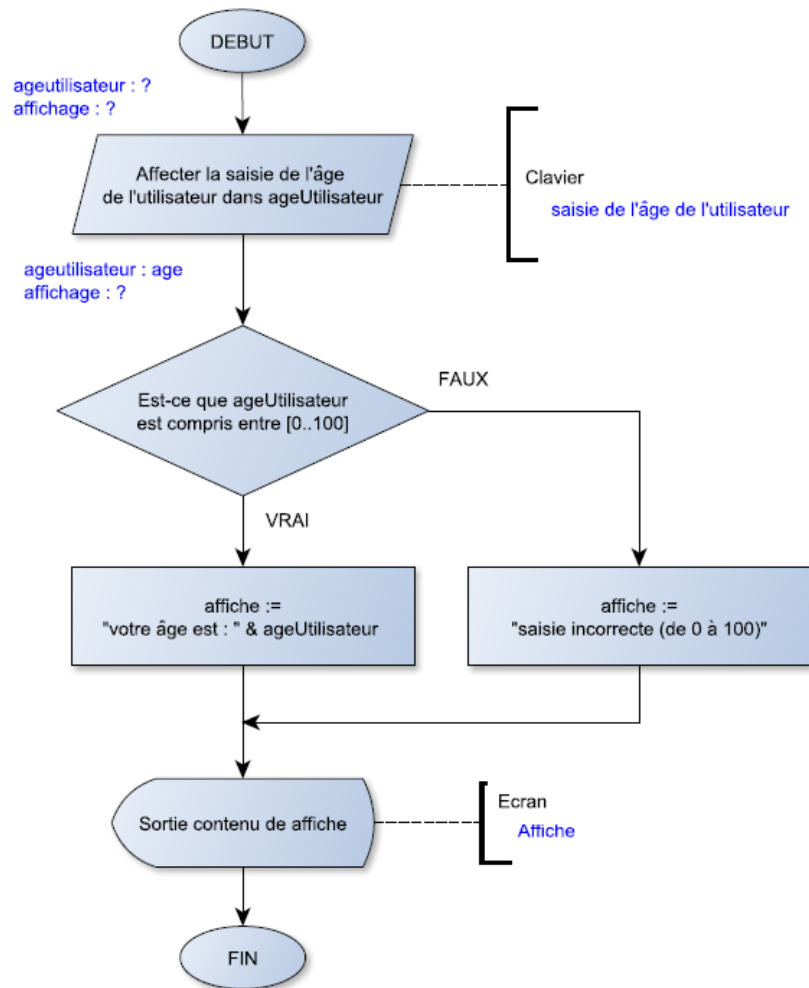 DEBUT
ageutilisateur : ?
affichage : ?
Affecter la saisie de l'âge
de l'utilisateur dans ageUtilisateur
Clavier
saisie de l'âge de l'utilisateur
ageutilisateur : age
affichage : ?
Est-ce que ageUtilisateur
est compris entre [0..100]
FAUX
VRAI
affiche :=
"votre âge est : " & ageUtilisateur
affiche :=
"saisie incorrecte (de 0 à 100)"
Sortie contenu de affiche
Ecran
Affiche
FIN